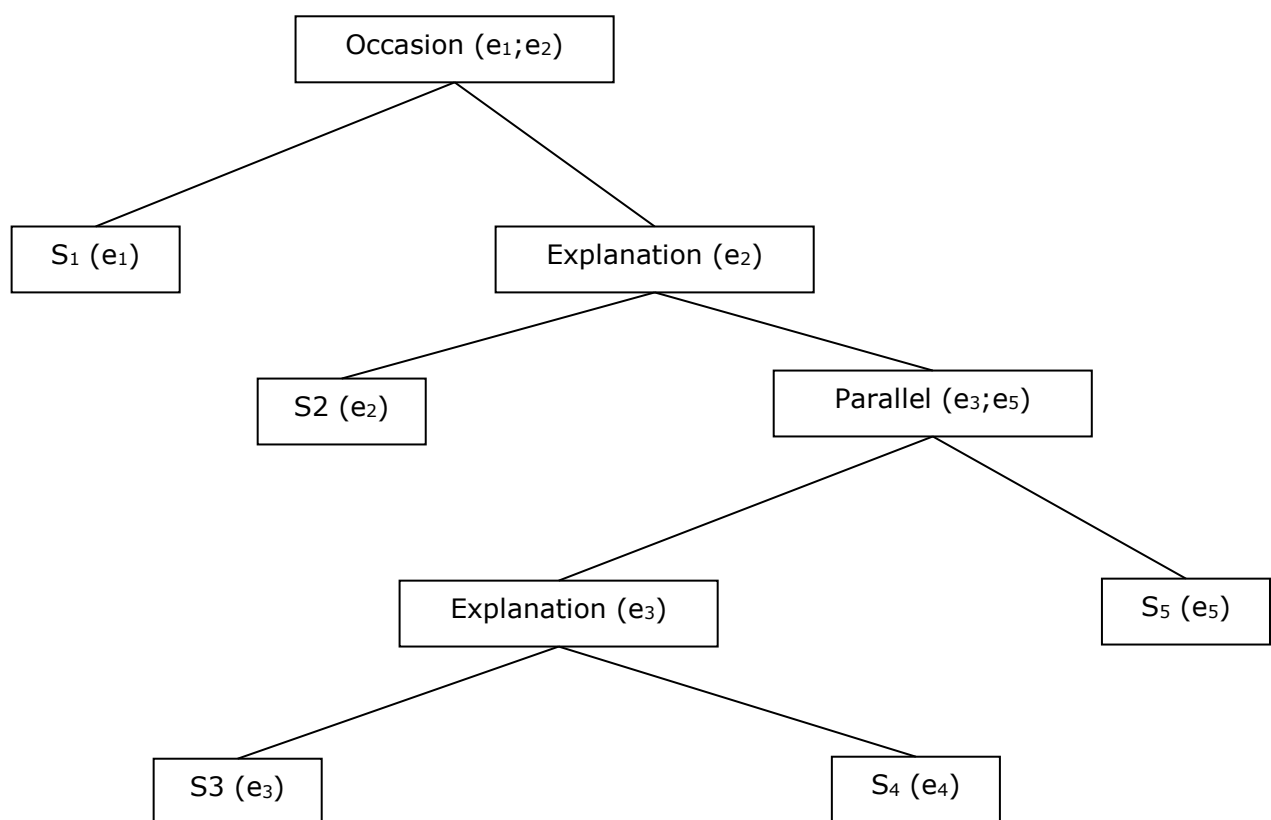 Occasion (e₁;e₂)
S₁ (e₁)
Explanation (e₂)
S2 (e₂)
Parallel (e₃;e₅)
Explanation (e₃)
S₅ (e₅)
S3 (e₃)
S₄ (e₄)